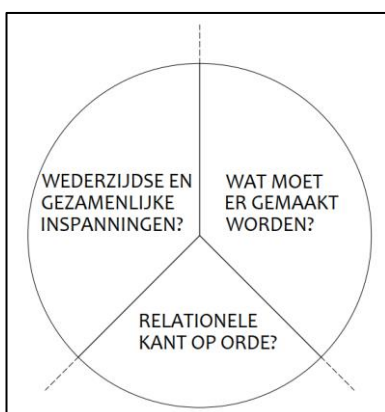 WEDERZIJDSE EN
GEZAMENLIJKE
INSPANNINGEN?
WAT MOET
ER GEMAAKT
WORDEN?
RELATIONELE
KANT OP ORDE?